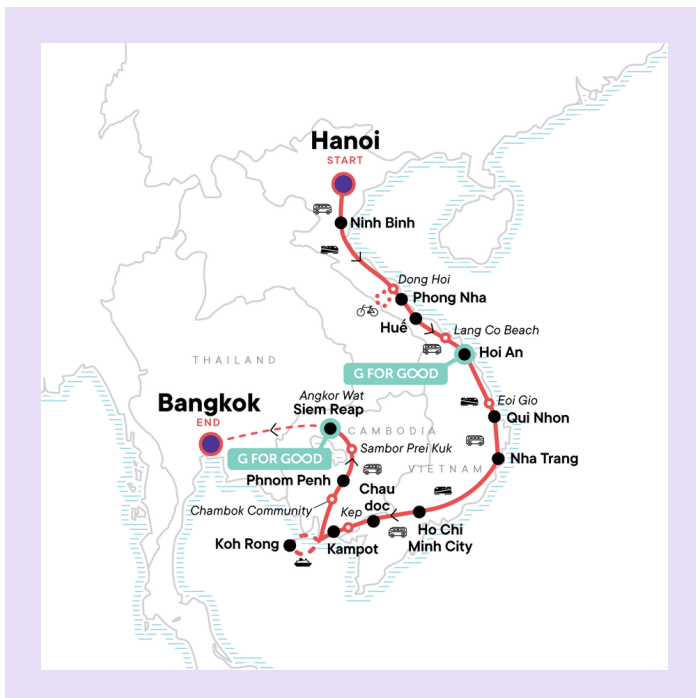 Hanoi
START
Ninh Binh
Dong Hoi
Phong Nha
Huế
Lang Co Beach
Hoi An
G FOR GOOD
THAILAND
Angkor Wat
Siem Reap
Bangkok
END
Eoi Gio
Qui Nhon
CAMBODIA
Sambor Prei Kuk
G FOR GOOD
Nha Trang
VIETNAM
Phnom Penh
Chau
doc
Chambok Community
Kep
Ho Chi
Minh City
Koh Rong
Kampot